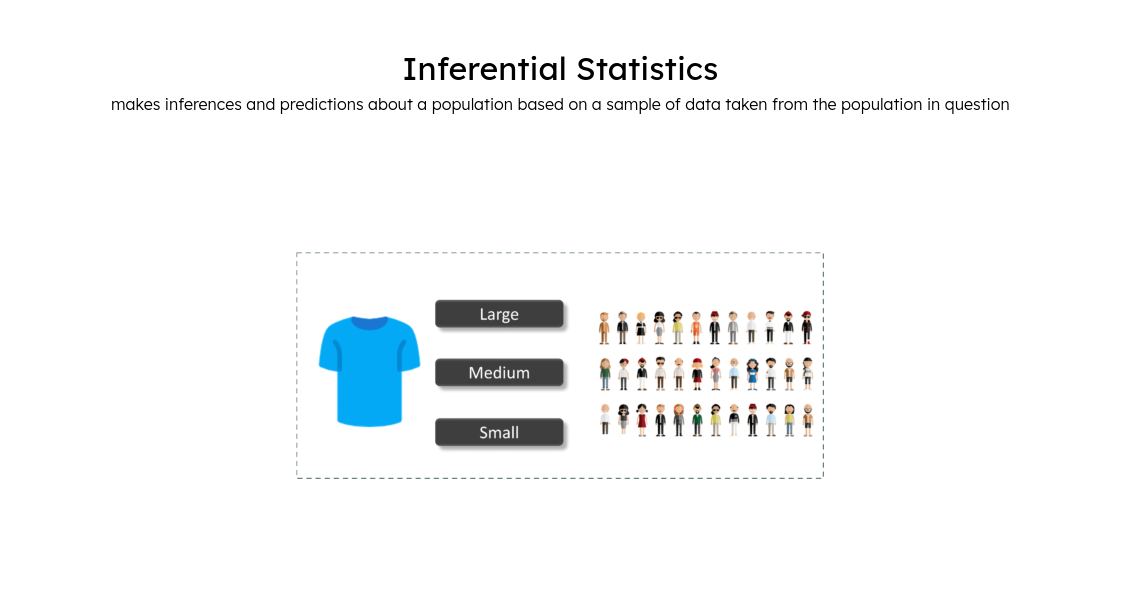 Inferential Statistics
makes inferences and predictions about a population based on a sample of data taken from the population in question
Large
Medium
Small